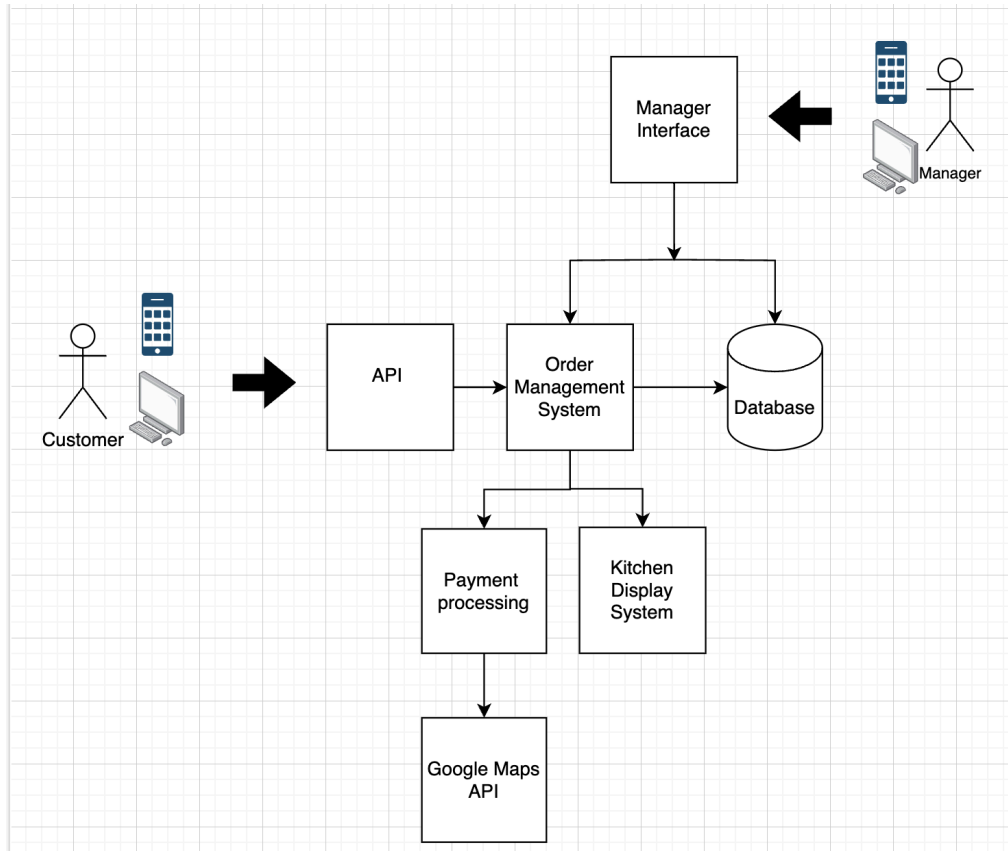 Manager
Interface
Manager
API
Order
Management
System
Database
Customer
Payment
processing
Kitchen
Display
System
Google Maps
API